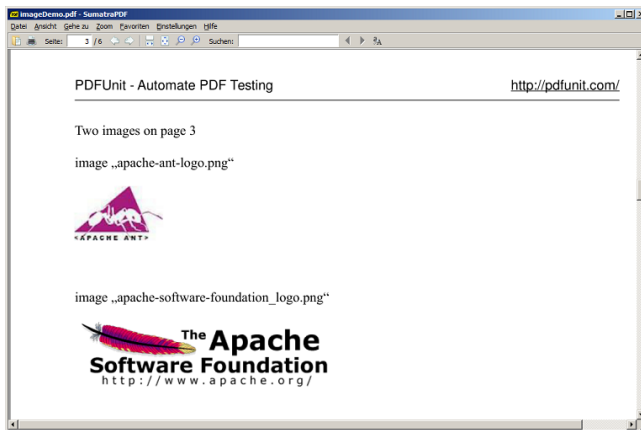 imageDemo.pdf - SumatraPDF
Datei Ansicht Gehe zu Zoom Favoriten Einstellungen Hilfe
Seite: 3 / 6 Suchen:
PDFUnit - Automate PDF Testing http://pdfunit.com/
Two images on page 3
image „apache-ant-logo.png“
<APACHE ANT>
image „apache-software-foundation_logo.png“
The Apache
Software Foundation
http://www.apache.org/